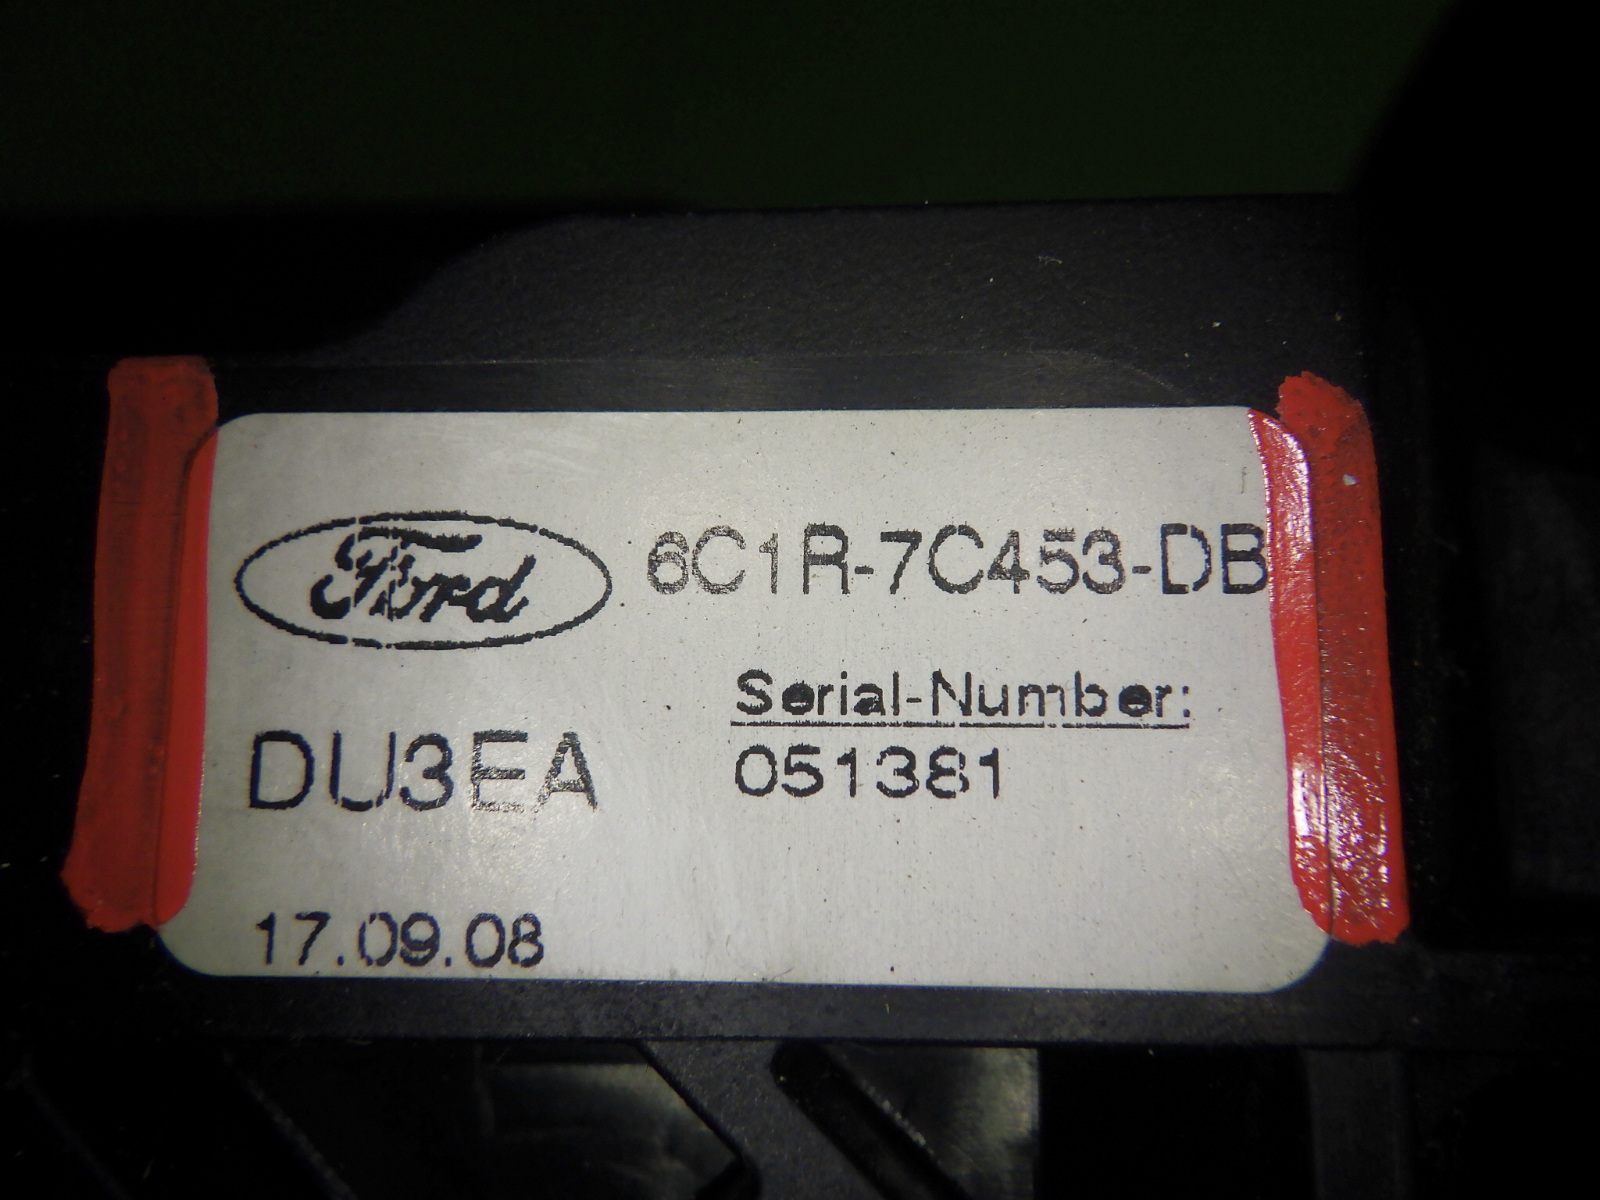 Ford 6C1R-7C453-DB
Serial-Number:
DU3EA 051381
17.09.08